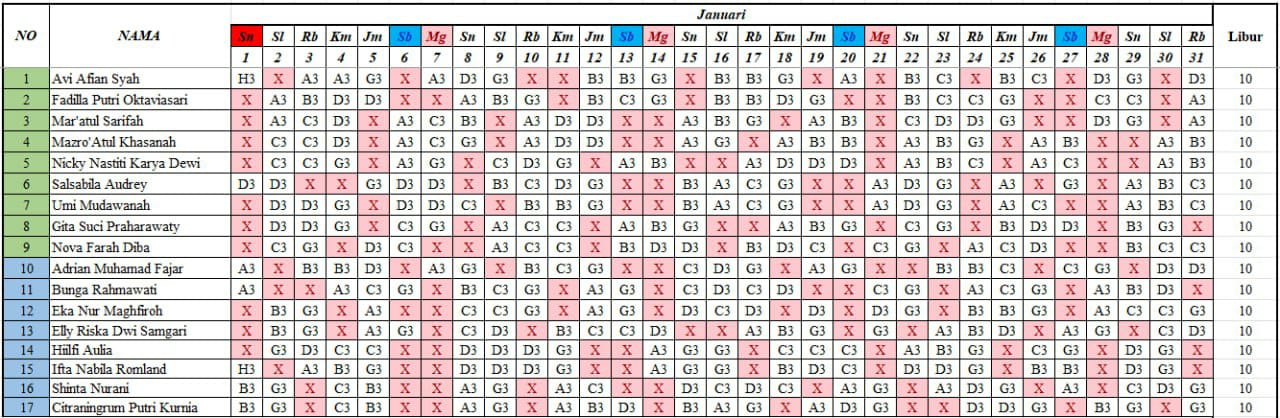 NO NAMA Januari Libur
Sn Sl Rb Km Jm Sb Mg Sn Sl Rb Km Jm Sb Mg Sn Sl Rb Km Jm Sb Mg Sn Sl Rb Km Jm Sb Mg Sn Sl Rb
1 2 3 4 5 6 7 8 9 10 11 12 13 14 15 16 17 18 19 20 21 22 23 24 25 26 27 28 29 30 31
1 Avi Afian Syah H3 X A3 A3 G3 X A3 D3 G3 X X B3 B3 G3 X B3 B3 G3 X A3 X B3 C3 X B3 C3 X D3 G3 X D3 10
2 Fadilla Putri Oktaviasari X A3 B3 D3 D3 X X A3 B3 G3 X B3 C3 G3 X B3 B3 D3 G3 X X B3 C3 C3 G3 X X C3 C3 X A3 10
3 Mar'atul Sarifah X A3 C3 D3 X A3 C3 B3 X A3 D3 D3 X X A3 B3 G3 X A3 B3 X C3 D3 D3 G3 X X D3 G3 X A3 10
4 Mazro'Atul Khasanah X C3 C3 D3 X A3 C3 G3 X A3 D3 D3 X X A3 G3 X A3 B3 B3 X A3 B3 G3 X A3 B3 X X A3 B3 10
5 Nicky Nastiti Karya Dewi X C3 C3 G3 X A3 G3 X C3 D3 G3 X A3 B3 X X A3 D3 D3 D3 X A3 B3 G3 X A3 C3 X X A3 B3 10
6 Salsabila Audrey D3 D3 X X G3 D3 D3 X B3 C3 D3 G3 X X B3 A3 C3 G3 X X A3 D3 G3 X A3 X G3 X A3 B3 C3 10
7 Umi Mudawanah X D3 D3 G3 X D3 D3 C3 X B3 B3 G3 X X B3 A3 C3 G3 X X A3 D3 G3 X A3 B3 X X A3 B3 C3 10
8 Gita Suci Praharawaty X D3 D3 G3 X C3 G3 X A3 C3 C3 X A3 B3 G3 X X A3 B3 G3 X C3 G3 X B3 D3 D3 X B3 G3 X 10
9 Nova Farah Diba X C3 G3 X D3 C3 X X A3 C3 C3 X B3 D3 D3 X B3 D3 C3 X C3 G3 X A3 C3 D3 X X B3 C3 C3 10
10 Adrian Muhamad Fajar A3 X B3 B3 D3 X A3 G3 X B3 C3 G3 X X C3 D3 G3 X A3 G3 X X B3 B3 C3 X C3 G3 X D3 D3 10
11 Bunga Rahmawati A3 X X A3 C3 G3 X C3 D3 G3 X A3 G3 X C3 D3 C3 D3 X X C3 G3 X A3 C3 G3 X A3 B3 D3 X 10
12 Eka Nur Maghfiroh X B3 G3 X A3 X X C3 C3 G3 X A3 G3 X D3 C3 D3 X D3 X D3 G3 X B3 G3 B3 G3 X A3 C3 C3 G3 10
13 Elly Riska Dwi Samgari X B3 G3 X A3 G3 X C3 D3 X B3 C3 C3 D3 X X A3 B3 G3 X G3 X A3 B3 D3 X A3 G3 X C3 D3 10
14 Hiilfi Aulia X G3 D3 C3 C3 X X D3 D3 D3 G3 X X A3 G3 G3 X C3 C3 C3 X A3 B3 G3 X C3 G3 X D3 G3 X 10
15 Ifta Nabila Romland H3 X A3 B3 G3 X X D3 D3 D3 G3 X X A3 G3 G3 X C3 A3 C3 X D3 D3 G3 X B3 B3 X D3 G3 X 10
16 Shinta Nurani B3 G3 X C3 B3 X X A3 G3 X A3 C3 X X D3 C3 D3 C3 X A3 G3 X A3 D3 G3 X A3 X C3 D3 G3 10
17 Citraningrum Putri Kurnia B3 G3 X C3 B3 X X A3 G3 X A3 B3 D3 X B3 A3 G3 X A3 D3 G3 X X C3 D3 G3 X B3 G3 X G3 10